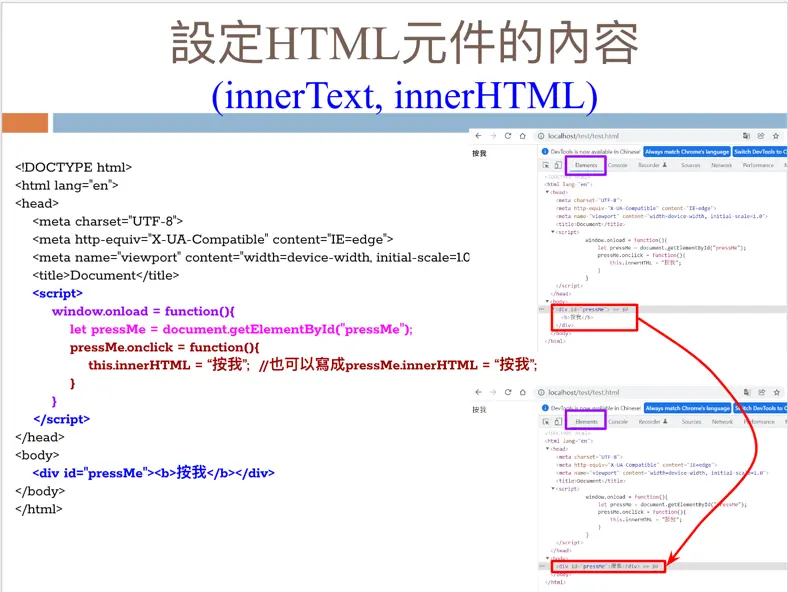 設定HTML元件的內容
(innerText, innerHTML)
<!DOCTYPE html>
<html lang="en">
<head>
<meta charset="UTF-8">
<meta http-equiv="X-UA-Compatible" content="IE=edge">
<meta name="viewport" content="width=device-width, initial-scale=1.0
<title>Document</title>
<script>
window.onload = function(){
let pressMe = document.getElementById("pressMe");
pressMe.onclick = function(){
this.innerHTML = “按我”;  //也可以寫成pressMe.innerHTML = “按我”;
}
}
</script>
</head>
<body>
<div id="pressMe"><b>按我</b></div>
</body>
</html>
localhost/test/test.html
按我
DevTools is now available in Chinese!
Always match Chrome's language
Switch DevTools to C
Elements Console Recorder Sources Network Performance
<html lang="en">
<head>
<meta charset="UTF-8">
<meta http-equiv="X-UA-Compatible" content="IE=edge">
<meta name="viewport" content="width=device-width, initial-scale=1.0">
<title>Document</title>
<script>
window.onload = function(){
let pressMe = document.getElementById("pressMe");
pressMe.onclick = function(){
this.innerHTML = "按我";
}
}
</script>
</head>
<body>
<div id="pressMe"> == $0
<b>按我</b>
</div>
</body>
</html>
localhost/test/test.html
按我
DevTools is now available in Chinese!
Always match Chrome's language
Switch DevTools to C
Elements Console Recorder Sources Network Performance
<html lang="en">
<head>
<meta charset="UTF-8">
<meta http-equiv="X-UA-Compatible" content="IE=edge">
<meta name="viewport" content="width=device-width, initial-scale=1.0">
<title>Document</title>
<script>
window.onload = function(){
let pressMe = document.getElementById("pressMe");
pressMe.onclick = function(){
this.innerHTML = "按我";
}
}
</script>
</head>
<body>
<div id="pressMe">按我</div> == $0
</body>
</html>